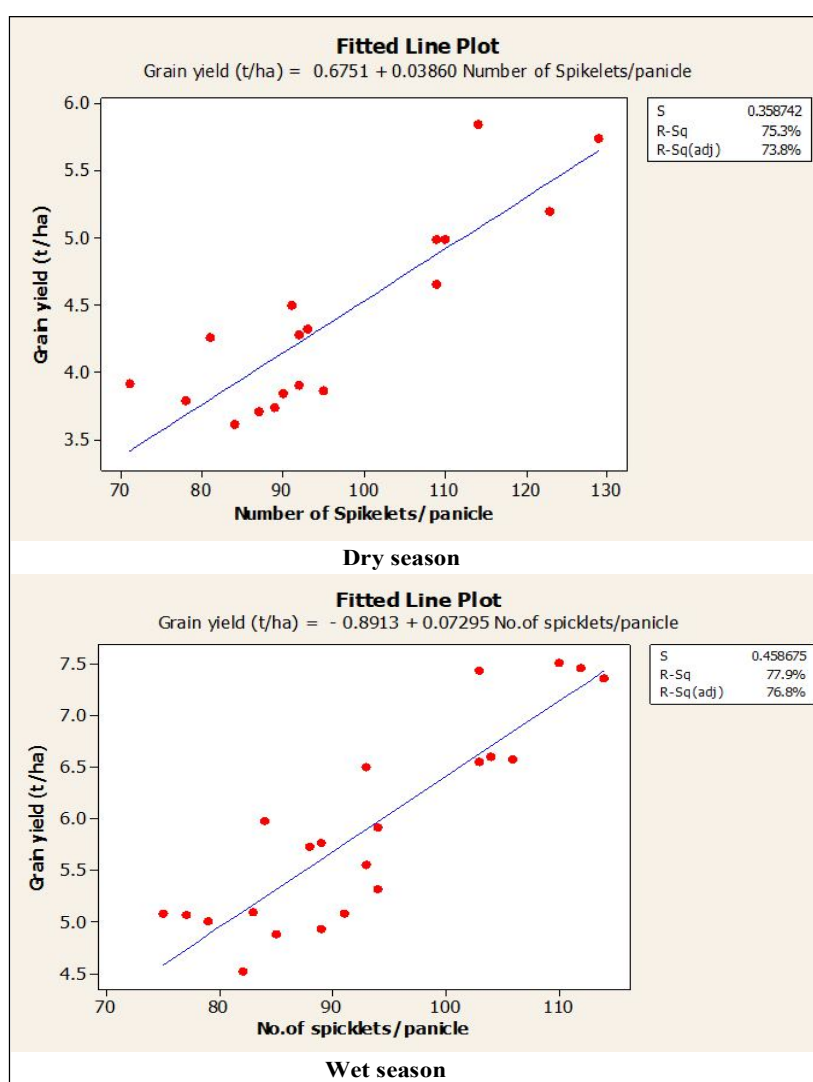 Fitted Line Plot
Grain yield (t/ha) = 0.6751 + 0.03860 Number of Spikelets/panicle
S 0.358742
R-Sq 75.3%
R-Sq(adj) 73.8%
6.0
5.5
5.0
4.5
4.0
3.5
Grain yield (t/ha)
70 80 90 100 110 120 130
Number of Spikelets/panicle
Dry season
Fitted Line Plot
Grain yield (t/ha) = - 0.8913 + 0.07295 No.of spicklets/panicle
S 0.458675
R-Sq 77.9%
R-Sq(adj) 76.8%
7.5
7.0
6.5
6.0
5.5
5.0
4.5
Grain yield (t/ha)
70 80 90 100 110
No.of spicklets/panicle
Wet season